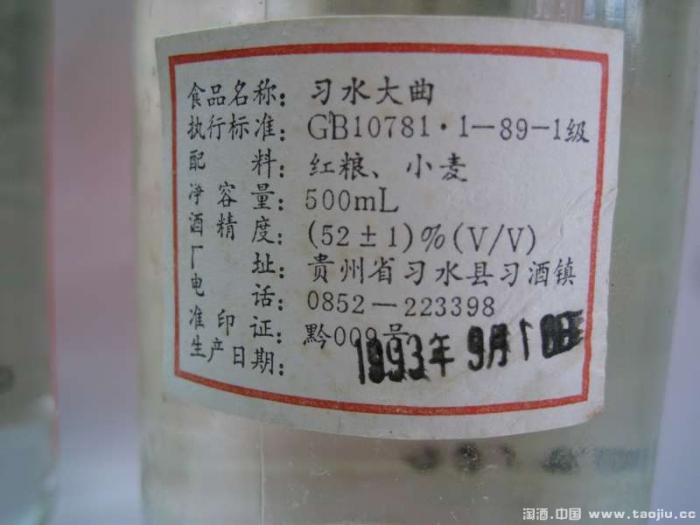 食品名称：习水大曲
执行标准：GB10781·1—89—1级
配料：红粮、小麦
净容量：500mL
酒精度：(52±1)%(V/V)
厂址：贵州省习水县习酒镇
电话：0852—223398
准印证：黔009号
生产日期：1993年9月10日
淘酒.中国 www.taojiu.cc